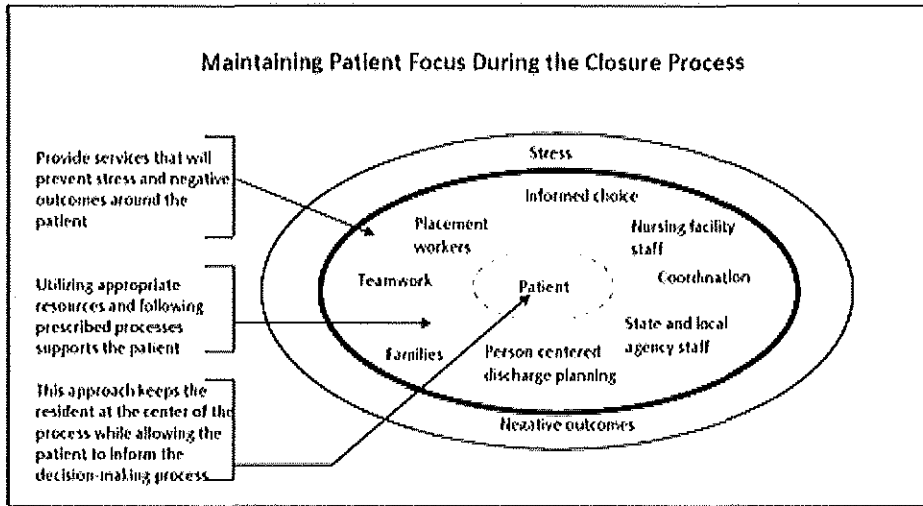 Maintaining Patient Focus During the Closure Process
Provide services that will
prevent stress and negative
outcomes around the
patient
Utilizing appropriate
resources and following
prescribed processes
supports the patient
This approach keeps the
resident at the center of the
process while allowing the
patient to inform the
decision-making process.
Stress
Informed choice
Placement
workers
Nursing facility
staff
Teamwork
Patient
Coordination
State and local
agency staff
Families
Person centered
discharge planning
Negative outcomes